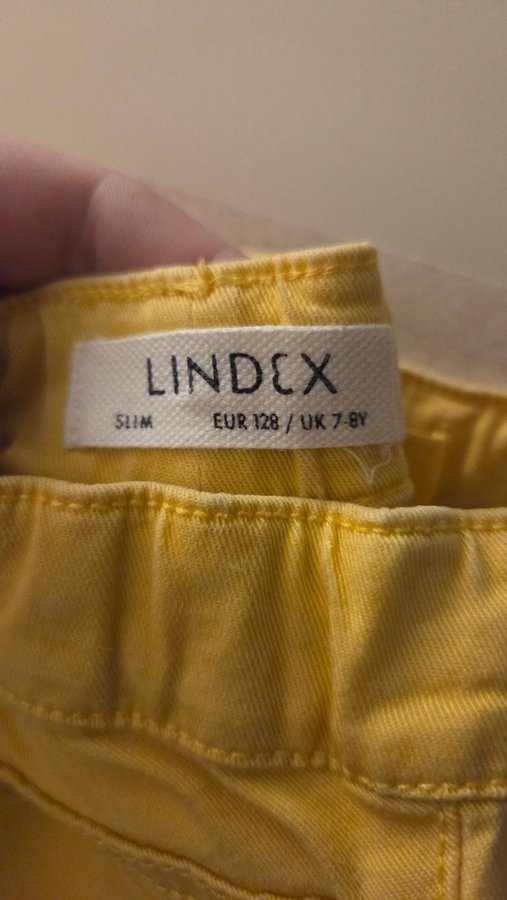 LINDEX
SLIM EUR 128 / UK 7-8Y